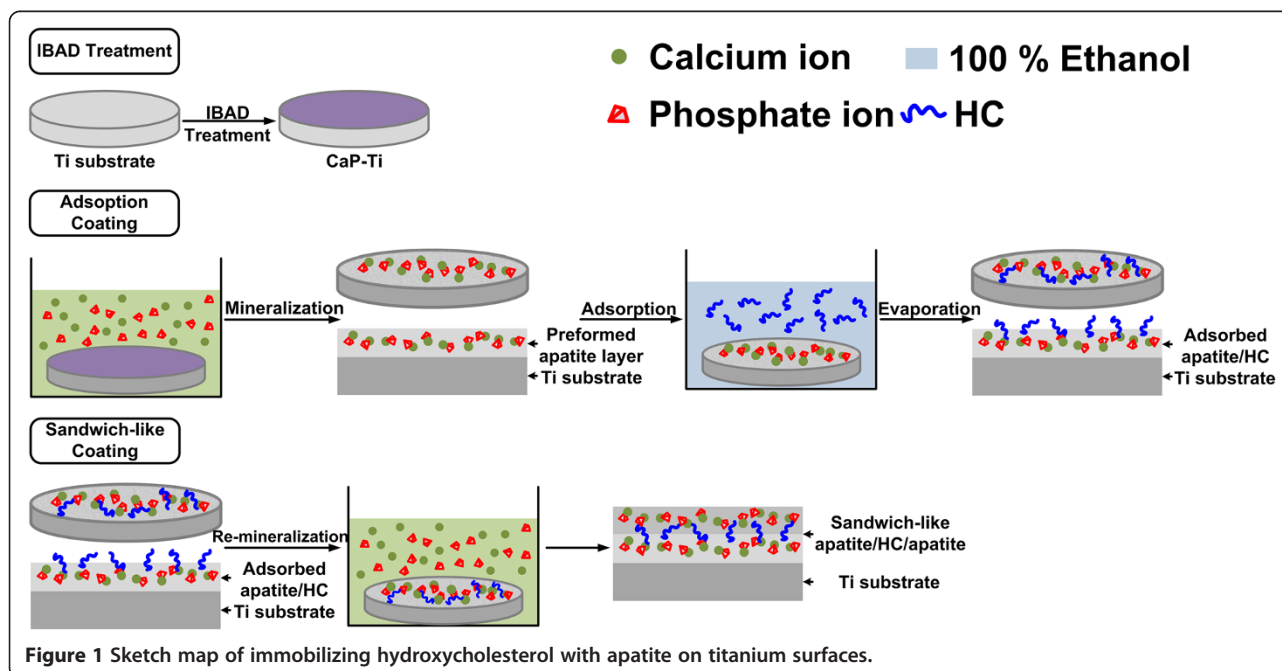 IBAD Treatment
Calcium ion
100 % Ethanol
Phosphate ion
HC
IBAD
Treatment
Ti substrate
CaP-Ti
Adsoption
Coating
Mineralization
Preformed
apatite layer
Ti substrate
Adsorption
Evaporation
Adsorbed
apatite/HC
Ti substrate
Sandwich-like
Coating
Adsorbed
apatite/HC
Ti substrate
Re-mineralization
Sandwich-like
apatite/HC/apatite
Ti substrate
Figure 1 Sketch map of immobilizing hydroxycholesterol with apatite on titanium surfaces.